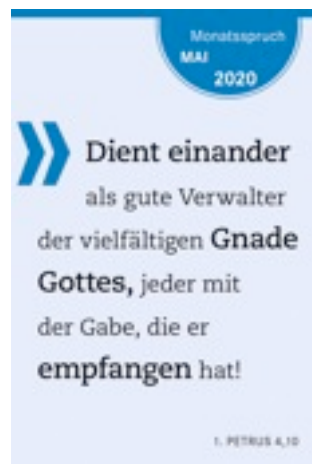 Monatsspruch
MAI
2020
Dient einander
als gute Verwalter
der vielfältigen Gnade
Gottes, jeder mit
der Gabe, die er
empfangen hat!
1. PETRUS 4,10